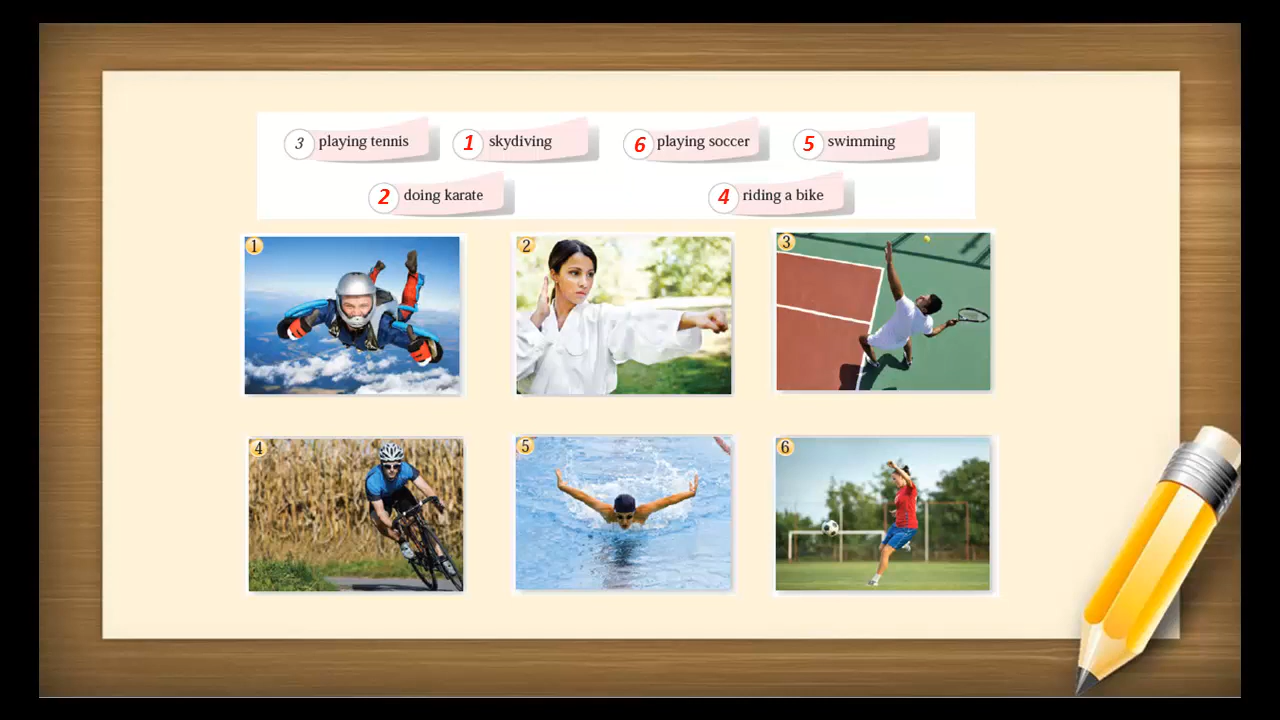 3 playing tennis
1 skydiving
6 playing soccer
5 swimming
2 doing karate
4 riding a bike
1
2
3
4
5
6